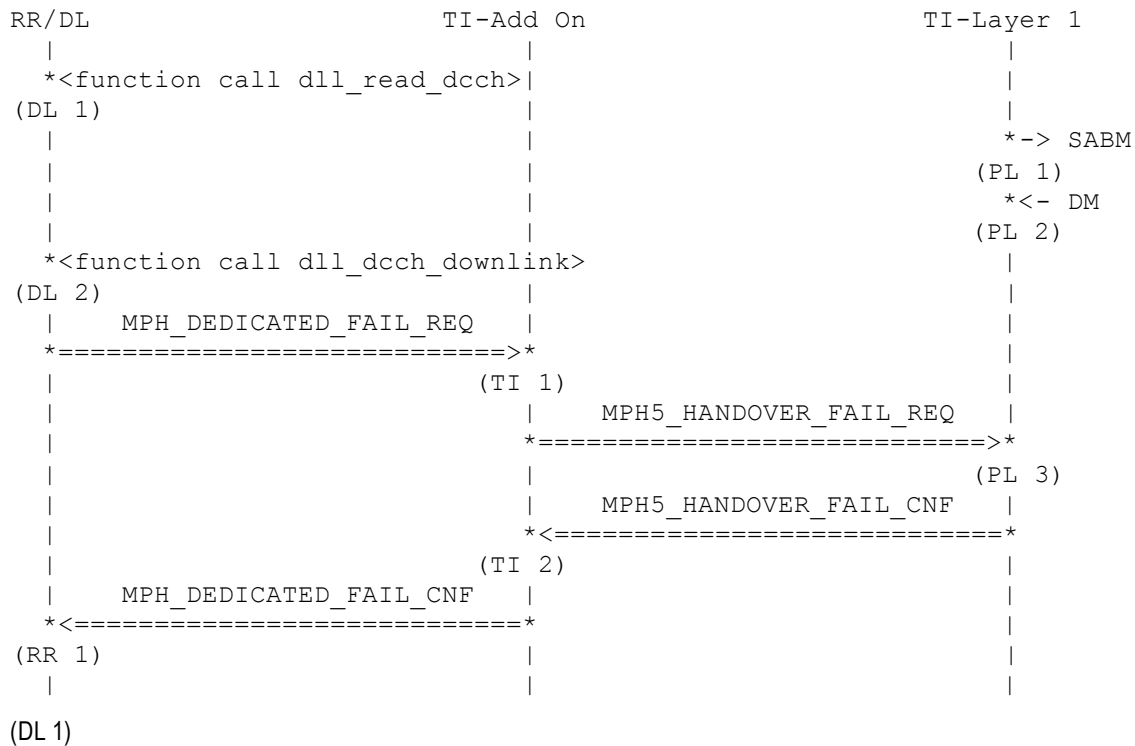 RR/DL                      TI-Add On                     TI-Layer 1
  |                             |                             |
  *<function call dll_read_dcch>|                             |
(DL 1)                          |                             |
  |                             |                             *-> SABM
  |                             |                           (PL 1)
  |                             |                             *<- DM
  |                             |                           (PL 2)
  *<function call dll_dcch_downlink>                          |
(DL 2)                          |                             |
  |    MPH_DEDICATED_FAIL_REQ   |                             |
  *============================>*                             |
  |                          (TI 1)                           |
  |                             |    MPH5_HANDOVER_FAIL_REQ   |
  |                             *============================>*
  |                             |                           (PL 3)
  |                             |    MPH5_HANDOVER_FAIL_CNF   |
  |                             *<============================*
  |                          (TI 2)                           |
  |    MPH_DEDICATED_FAIL_CNF   |                             |
  *<============================*                             |
(RR 1)                          |                             |
  |                             |                             |
(DL 1)